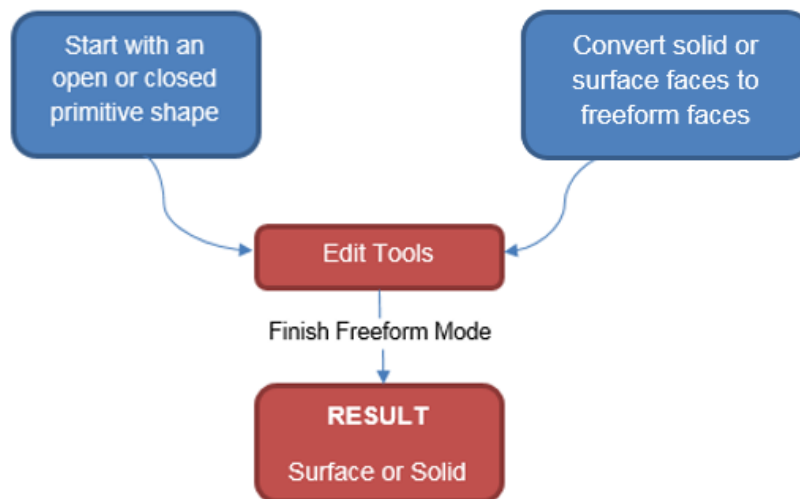 Start with an
open or closed
primitive shape
Convert solid or
surface faces to
freeform faces
Edit Tools
Finish Freeform Mode
RESULT
Surface or Solid